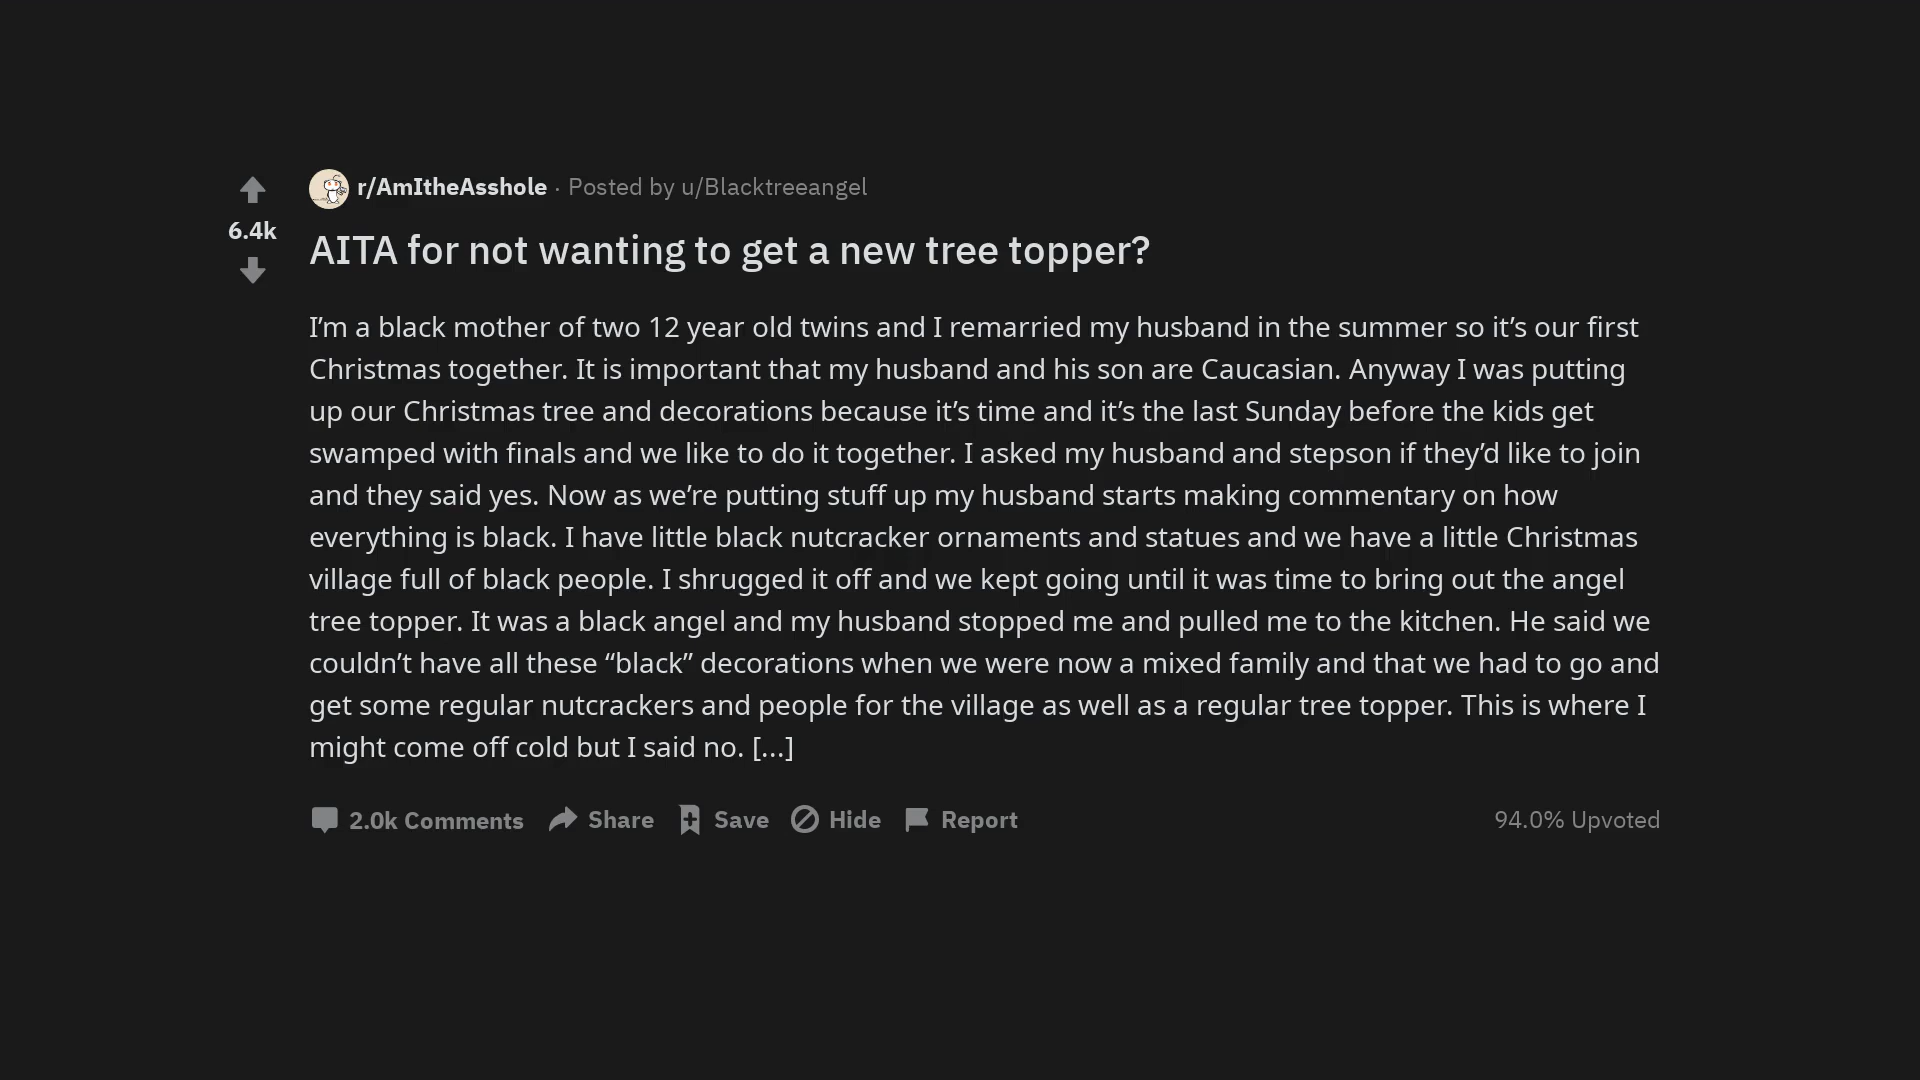 r/AmItheAsshole · Posted by u/Blacktreeangel
6.4k
AITA for not wanting to get a new tree topper?
I’m a black mother of two 12 year old twins and I remarried my husband in the summer so it’s our first
Christmas together. It is important that my husband and his son are Caucasian. Anyway I was putting
up our Christmas tree and decorations because it’s time and it’s the last Sunday before the kids get
swamped with finals and we like to do it together. I asked my husband and stepson if they’d like to join
and they said yes. Now as we’re putting stuff up my husband starts making commentary on how
everything is black. I have little black nutcracker ornaments and statues and we have a little Christmas
village full of black people. I shrugged it off and we kept going until it was time to bring out the angel
tree topper. It was a black angel and my husband stopped me and pulled me to the kitchen. He said we
couldn’t have all these “black” decorations when we were now a mixed family and that we had to go and
get some regular nutcrackers and people for the village as well as a regular tree topper. This is where I
might come off cold but I said no. [...]
2.0k Comments Share Save Hide Report 94.0% Upvoted